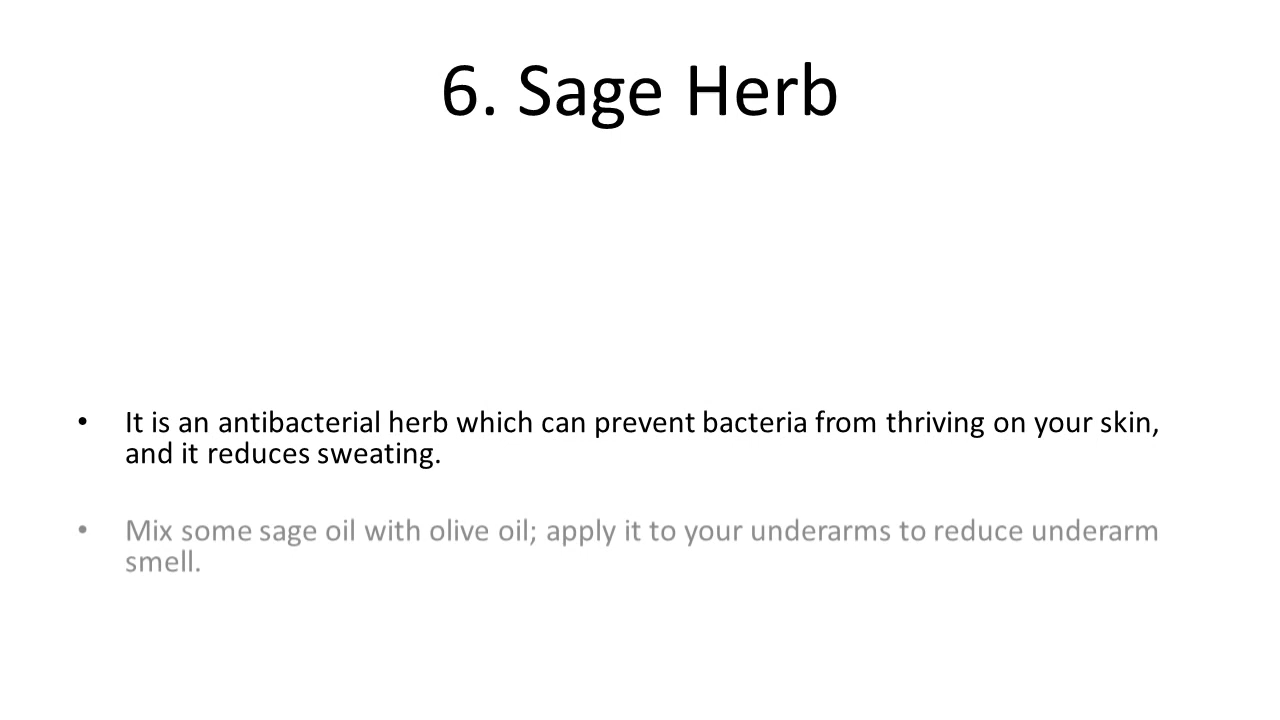 6. Sage Herb
• It is an antibacterial herb which can prevent bacteria from thriving on your skin,
and it reduces sweating.
• Mix some sage oil with olive oil; apply it to your underarms to reduce underarm
smell.